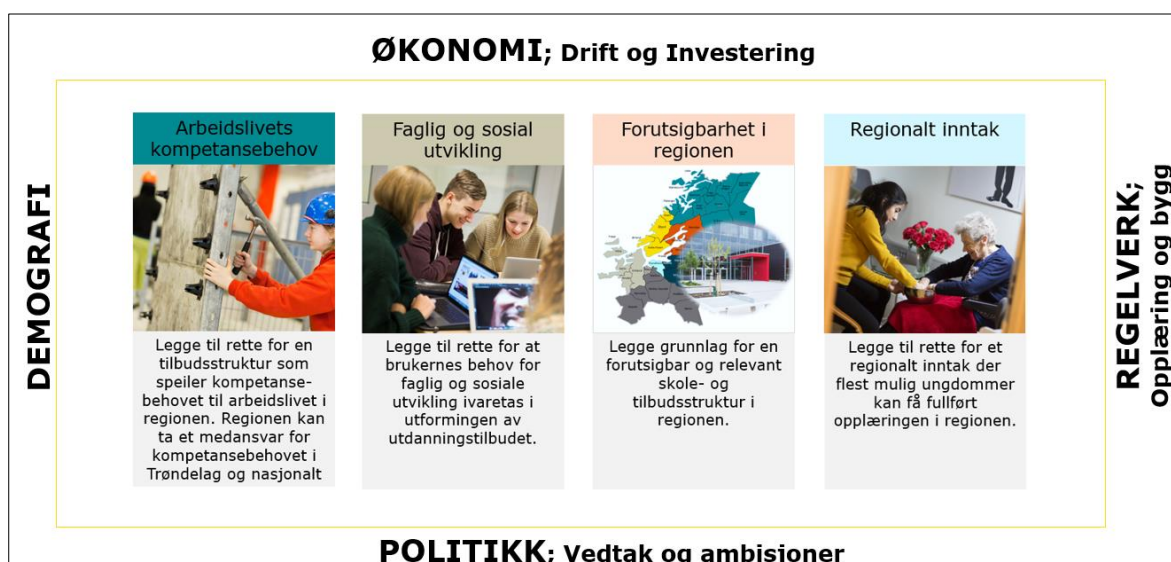 ØKONOMI; Drift og Investering
DEMOGRAFI
Arbeidslivets
kompetansebehov
Legge til rette for en
tilbudsstruktur som
speiler kompetanse-
behovet til arbeidslivet i
regionen. Regionen kan
ta et medansvar for
kompetansebehovet i
Trøndelag og nasjonalt
Faglig og sosial
utvikling
Legge til rette for at
brukernes behov for
faglig og sosiale
utvikling ivaretas i
utformingen av
utdanningstilbudet.
Forutsigbarhet i
regionen
Legge grunnlag for en
forutsigbar og relevant
skole- og
tilbudsstruktur i
regionen.
Regionalt inntak
Legge til rette for et
regionalt inntak der
flest mulig ungdommer
kan få fullført
opplæringen i regionen.
REGELVERK;
Opplæring og bygg
POLITIKK; Vedtak og ambisjoner